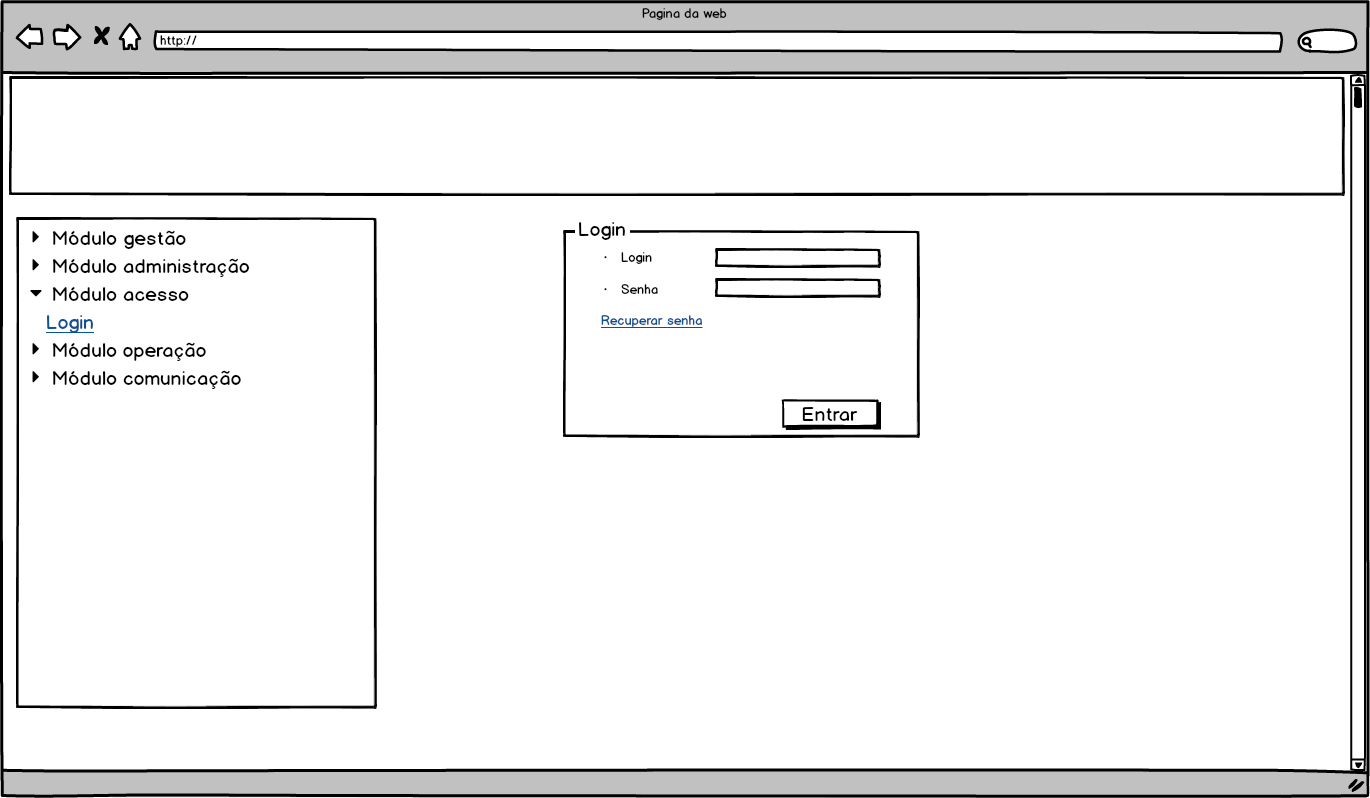 Pagina da web
http://
Módulo gestão
Módulo administração
Módulo acesso
Login
Módulo operação
Módulo comunicação
Login
Login
Senha
Recuperar senha
Entrar